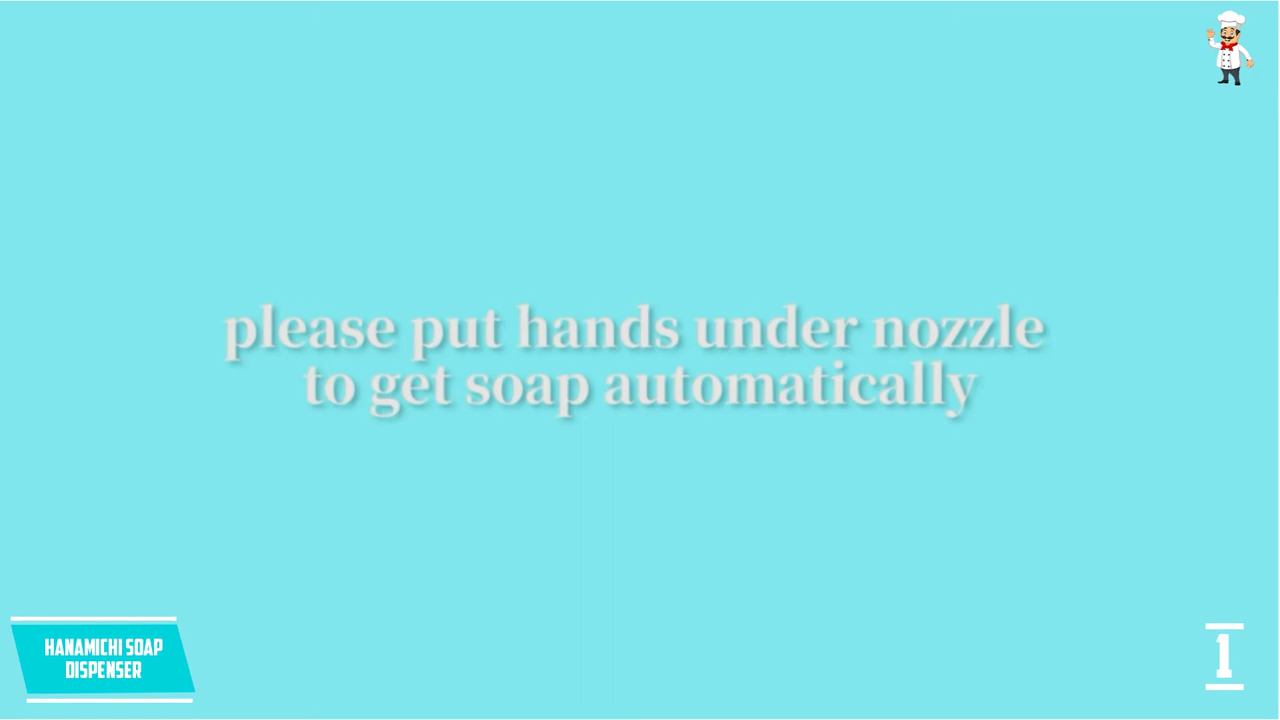 please put hands under nozzle
to get soap automatically
HANAMICHI SOAP
DISPENSER
1